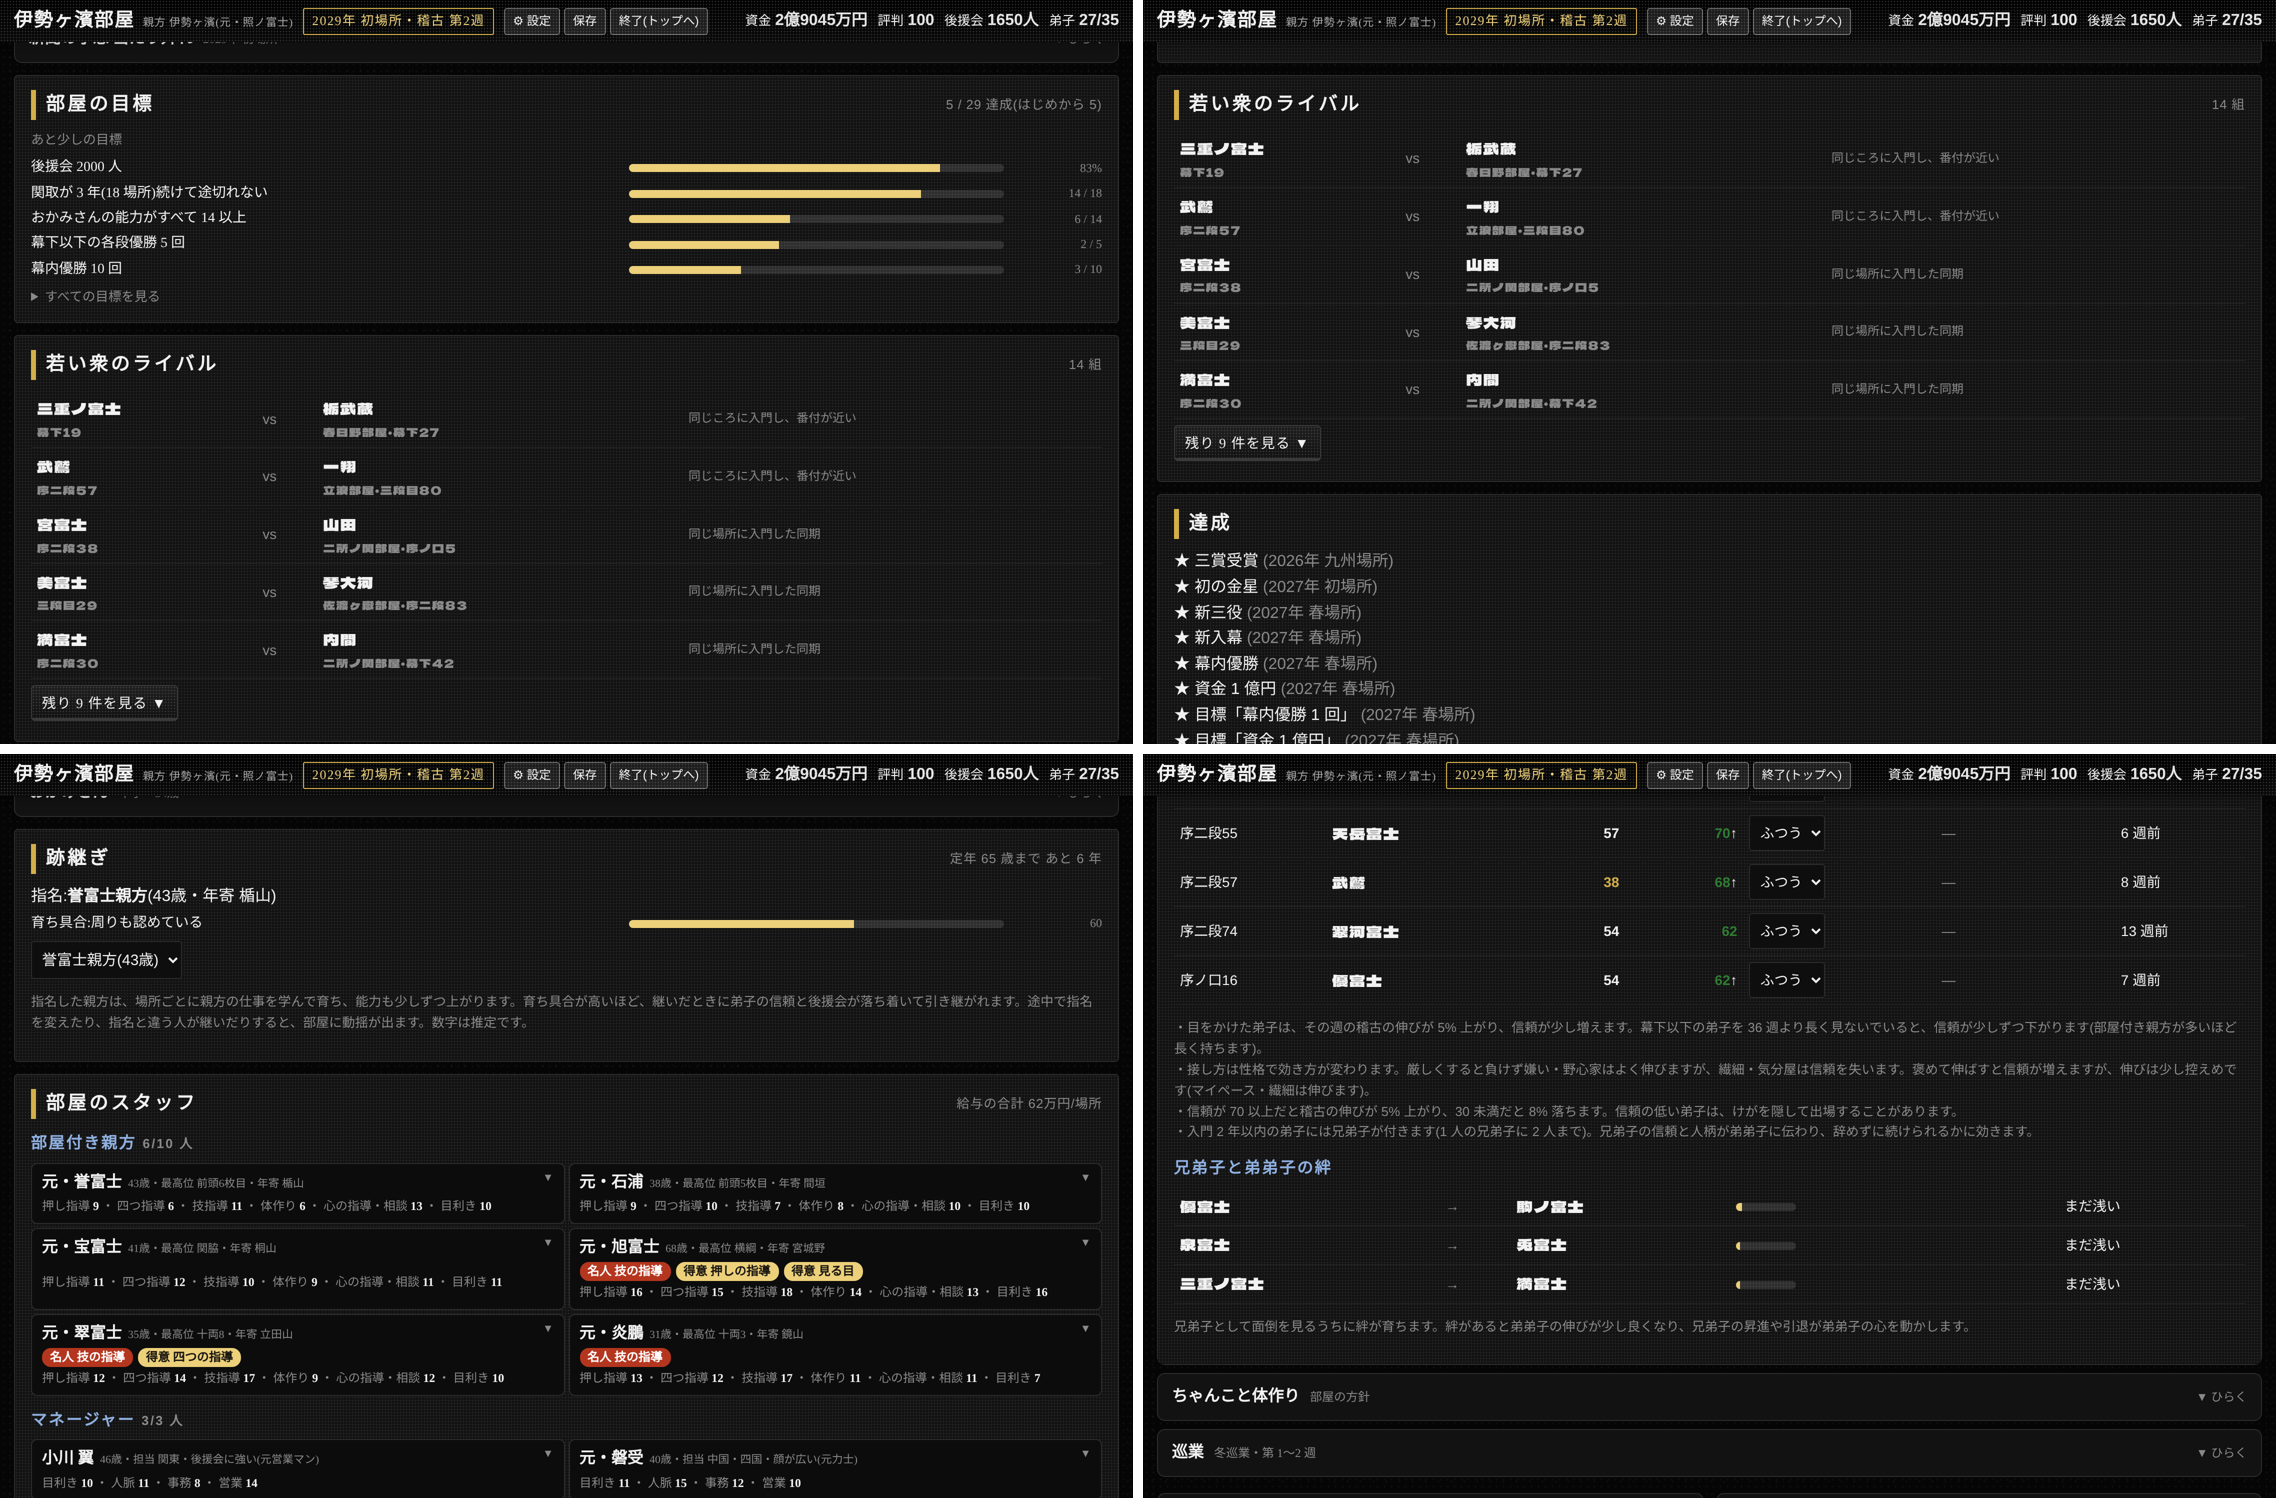 伊勢ヶ濱部屋 親方 伊勢ヶ濱(元・照ノ富士) 2029年 初場所・稽古 第2週 ⚙ 設定 保存 終了(トップへ) 資金 2億9045万円 評判 100 後援会 1650人 弟子 27/35
部屋の目標 5 / 29 達成(はじめから 5)
あと少しの目標
後援会 2000 人 83%
関取が 3 年(18 場所)続けて途切れない 14 / 18
おかみさんの能力がすべて 14 以上 6 / 14
幕下以下の各段優勝 5 回 2 / 5
幕内優勝 10 回 3 / 10
▶ すべての目標を見る
若い衆のライバル 14 組
三重ノ富士 vs 栃武蔵 同じころに入門し、番付が近い
幕下19 春日野部屋・幕下27
武鷲 vs 一翔 同じころに入門し、番付が近い
序二段57 立浪部屋・三段目80
宮富士 vs 山田 同じ場所に入門した同期
序二段38 二所ノ関部屋・序ノ口5
美富士 vs 琴大河 同じ場所に入門した同期
三段目29 佐渡ヶ嶽部屋・序二段83
満富士 vs 内間 同じ場所に入門した同期
序二段30 二所ノ関部屋・幕下42
残り 9 件を見る ▼
伊勢ヶ濱部屋 親方 伊勢ヶ濱(元・照ノ富士) 2029年 初場所・稽古 第2週 ⚙ 設定 保存 終了(トップへ) 資金 2億9045万円 評判 100 後援会 1650人 弟子 27/35
若い衆のライバル 14 組
三重ノ富士 vs 栃武蔵 同じころに入門し、番付が近い
幕下19 春日野部屋・幕下27
武鷲 vs 一翔 同じころに入門し、番付が近い
序二段57 立浪部屋・三段目80
宮富士 vs 山田 同じ場所に入門した同期
序二段38 二所ノ関部屋・序ノ口5
美富士 vs 琴大河 同じ場所に入門した同期
三段目29 佐渡ヶ嶽部屋・序二段83
満富士 vs 内間 同じ場所に入門した同期
序二段30 二所ノ関部屋・幕下42
残り 9 件を見る ▼
達成
★ 三賞受賞 (2026年 九州場所)
★ 初の金星 (2027年 初場所)
★ 新三役 (2027年 春場所)
★ 新入幕 (2027年 春場所)
★ 幕内優勝 (2027年 春場所)
★ 資金 1 億円 (2027年 春場所)
★ 目標「幕内優勝 1 回」 (2027年 春場所)
★ 目標「資金 1 億円」 (2027年 春場所)
伊勢ヶ濱部屋 親方 伊勢ヶ濱(元・照ノ富士) 2029年 初場所・稽古 第2週 ⚙ 設定 保存 終了(トップへ) 資金 2億9045万円 評判 100 後援会 1650人 弟子 27/35
跡継ぎ 定年 65 歳まで あと 6 年
指名:誉富士親方(43歳・年寄 楯山)
育ち具合:周りも認めている 60
誉富士親方(43歳)
指名した親方は、場所ごとに親方の仕事を学んで育ち、能力も少しずつ上がります。育ち具合が高いほど、継いだときに弟子の信頼と後援会が落ち着いて引き継がれます。途中で指名
を変えたり、指名と違う人が継いだりすると、部屋に動揺が出ます。数字は推定です。
部屋のスタッフ 給与の合計 62万円/場所
部屋付き親方 6/10 人
元・誉富士 43歳・最高位 前頭6枚目・年寄 楯山 ▼
押し指導 9 ・ 四つ指導 6 ・ 技指導 11 ・ 体作り 6 ・ 心の指導・相談 13 ・ 目利き 10
元・石浦 38歳・最高位 前頭5枚目・年寄 間垣 ▼
押し指導 9 ・ 四つ指導 10 ・ 技指導 7 ・ 体作り 8 ・ 心の指導・相談 10 ・ 目利き 10
元・宝富士 41歳・最高位 関脇・年寄 桐山 ▼
押し指導 11 ・ 四つ指導 12 ・ 技指導 10 ・ 体作り 9 ・ 心の指導・相談 11 ・ 目利き 11
元・旭富士 68歳・最高位 横綱・年寄 宮城野 ▼
名人 技の指導 得意 押しの指導 得意 見る目
押し指導 16 ・ 四つ指導 15 ・ 技指導 18 ・ 体作り 14 ・ 心の指導・相談 13 ・ 目利き 16
元・翠富士 35歳・最高位 十両8・年寄 立田山 ▼
名人 技の指導 得意 四つの指導
押し指導 12 ・ 四つ指導 14 ・ 技指導 17 ・ 体作り 9 ・ 心の指導・相談 12 ・ 目利き 10
元・炎鵬 31歳・最高位 十両3・年寄 鏡山 ▼
名人 技の指導
押し指導 13 ・ 四つ指導 12 ・ 技指導 17 ・ 体作り 11 ・ 心の指導・相談 11 ・ 目利き 7
マネージャー 3/3 人
小川 翼 46歳・担当 関東・後援会に強い(元営業マン) ▼
目利き 10 ・ 人脈 11 ・ 事務 8 ・ 営業 14
元・磐受 40歳・担当 中国・四国・顔が広い(元力士) ▼
目利き 11 ・ 人脈 15 ・ 事務 12 ・ 営業 10
伊勢ヶ濱部屋 親方 伊勢ヶ濱(元・照ノ富士) 2029年 初場所・稽古 第2週 ⚙ 設定 保存 終了(トップへ) 資金 2億9045万円 評判 100 後援会 1650人 弟子 27/35
序二段55 天長富士 57 70↑ ふつう — 6 週前
序二段57 武鷲 38 68↑ ふつう — 8 週前
序二段74 翠河富士 54 62 ふつう — 13 週前
序ノ口16 優富士 54 62↑ ふつう — 7 週前
・目をかけた弟子は、その週の稽古の伸びが 5% 上がり、信頼が少し増えます。幕下以下の弟子を 36 週より長く見ないでいると、信頼が少しずつ下がります(部屋付き親方が多いほど
長く持ちます)。
・接し方は性格で効き方が変わります。厳しくすると負けず嫌い・野心家はよく伸びますが、繊細・気分屋は信頼を失います。褒めて伸ばすと信頼が増えますが、伸びは少し控えめで
す(マイペース・繊細は伸びます)。
・信頼が 70 以上だと稽古の伸びが 5% 上がり、30 未満だと 8% 落ちます。信頼の低い弟子は、けがを隠して出場することがあります。
・入門 2 年以内の弟子には兄弟子が付きます(1 人の兄弟子に 2 人まで)。兄弟子の信頼と人柄が弟弟子に伝わり、辞めずに続けられるかに効きます。
兄弟子と弟弟子の絆
優富士 → 駒ノ富士 まだ浅い
泉富士 → 兎富士 まだ浅い
三重ノ富士 → 満富士 まだ浅い
兄弟子として面倒を見るうちに絆が育ちます。絆があると弟弟子の伸びが少し良くなり、兄弟子の昇進や引退が弟弟子の心を動かします。
ちゃんこと体作り 部屋の方針 ▼ ひらく
巡業 冬巡業・第 1〜2 週 ▼ ひらく